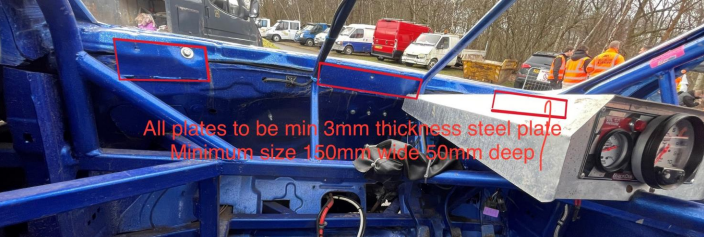 All plates to be min 3mm thickness steel plate
Minimum size 150mm wide 50mm deep